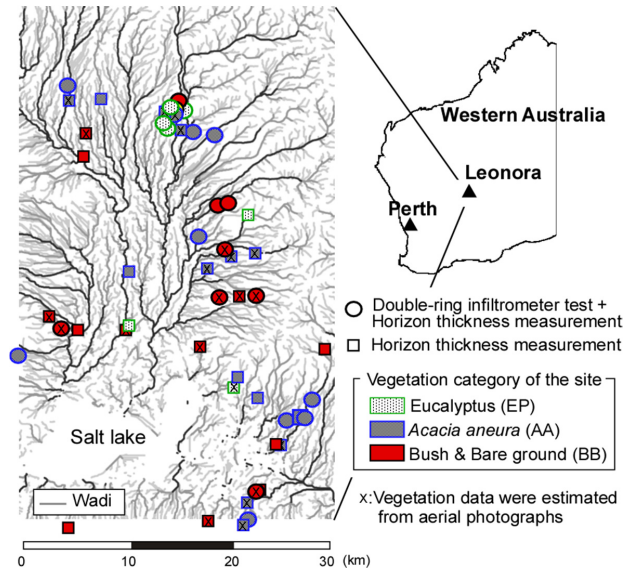 Western Australia
Leonora
Perth
Double-ring infiltrometer test +
Horizon thickness measurement
Horizon thickness measurement
Vegetation category of the site
Eucalyptus (EP)
Acacia aneura (AA)
Bush & Bare ground (BB)
x:Vegetation data were estimated
from aerial photographs
Salt lake
Wadi
0 10 20 30 (km)